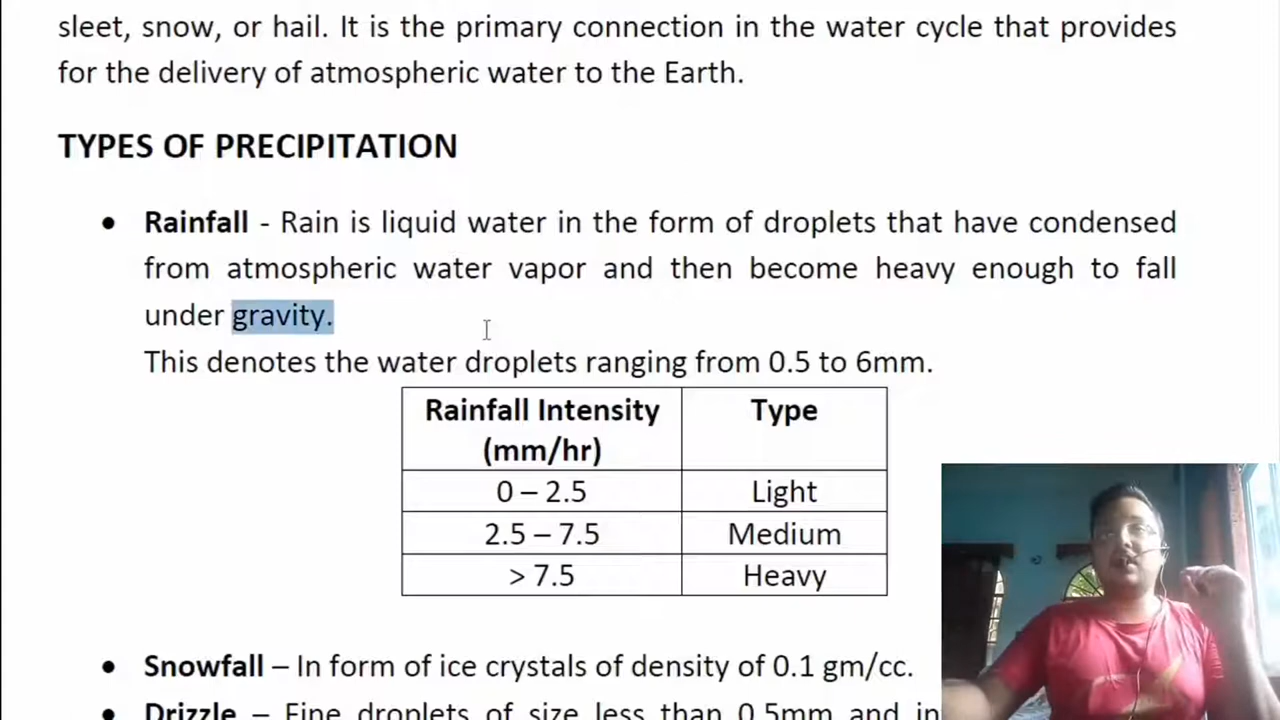 sleet, snow, or hail. It is the primary connection in the water cycle that provides
for the delivery of atmospheric water to the Earth.
TYPES OF PRECIPITATION
• Rainfall - Rain is liquid water in the form of droplets that have condensed
from atmospheric water vapor and then become heavy enough to fall
under gravity.
This denotes the water droplets ranging from 0.5 to 6mm.
Rainfall Intensity Type
(mm/hr)
0 – 2.5 Light
2.5 – 7.5 Medium
> 7.5 Heavy
• Snowfall – In form of ice crystals of density of 0.1 gm/cc.
• Drizzle – Fine droplets of size less than 0.5mm and in